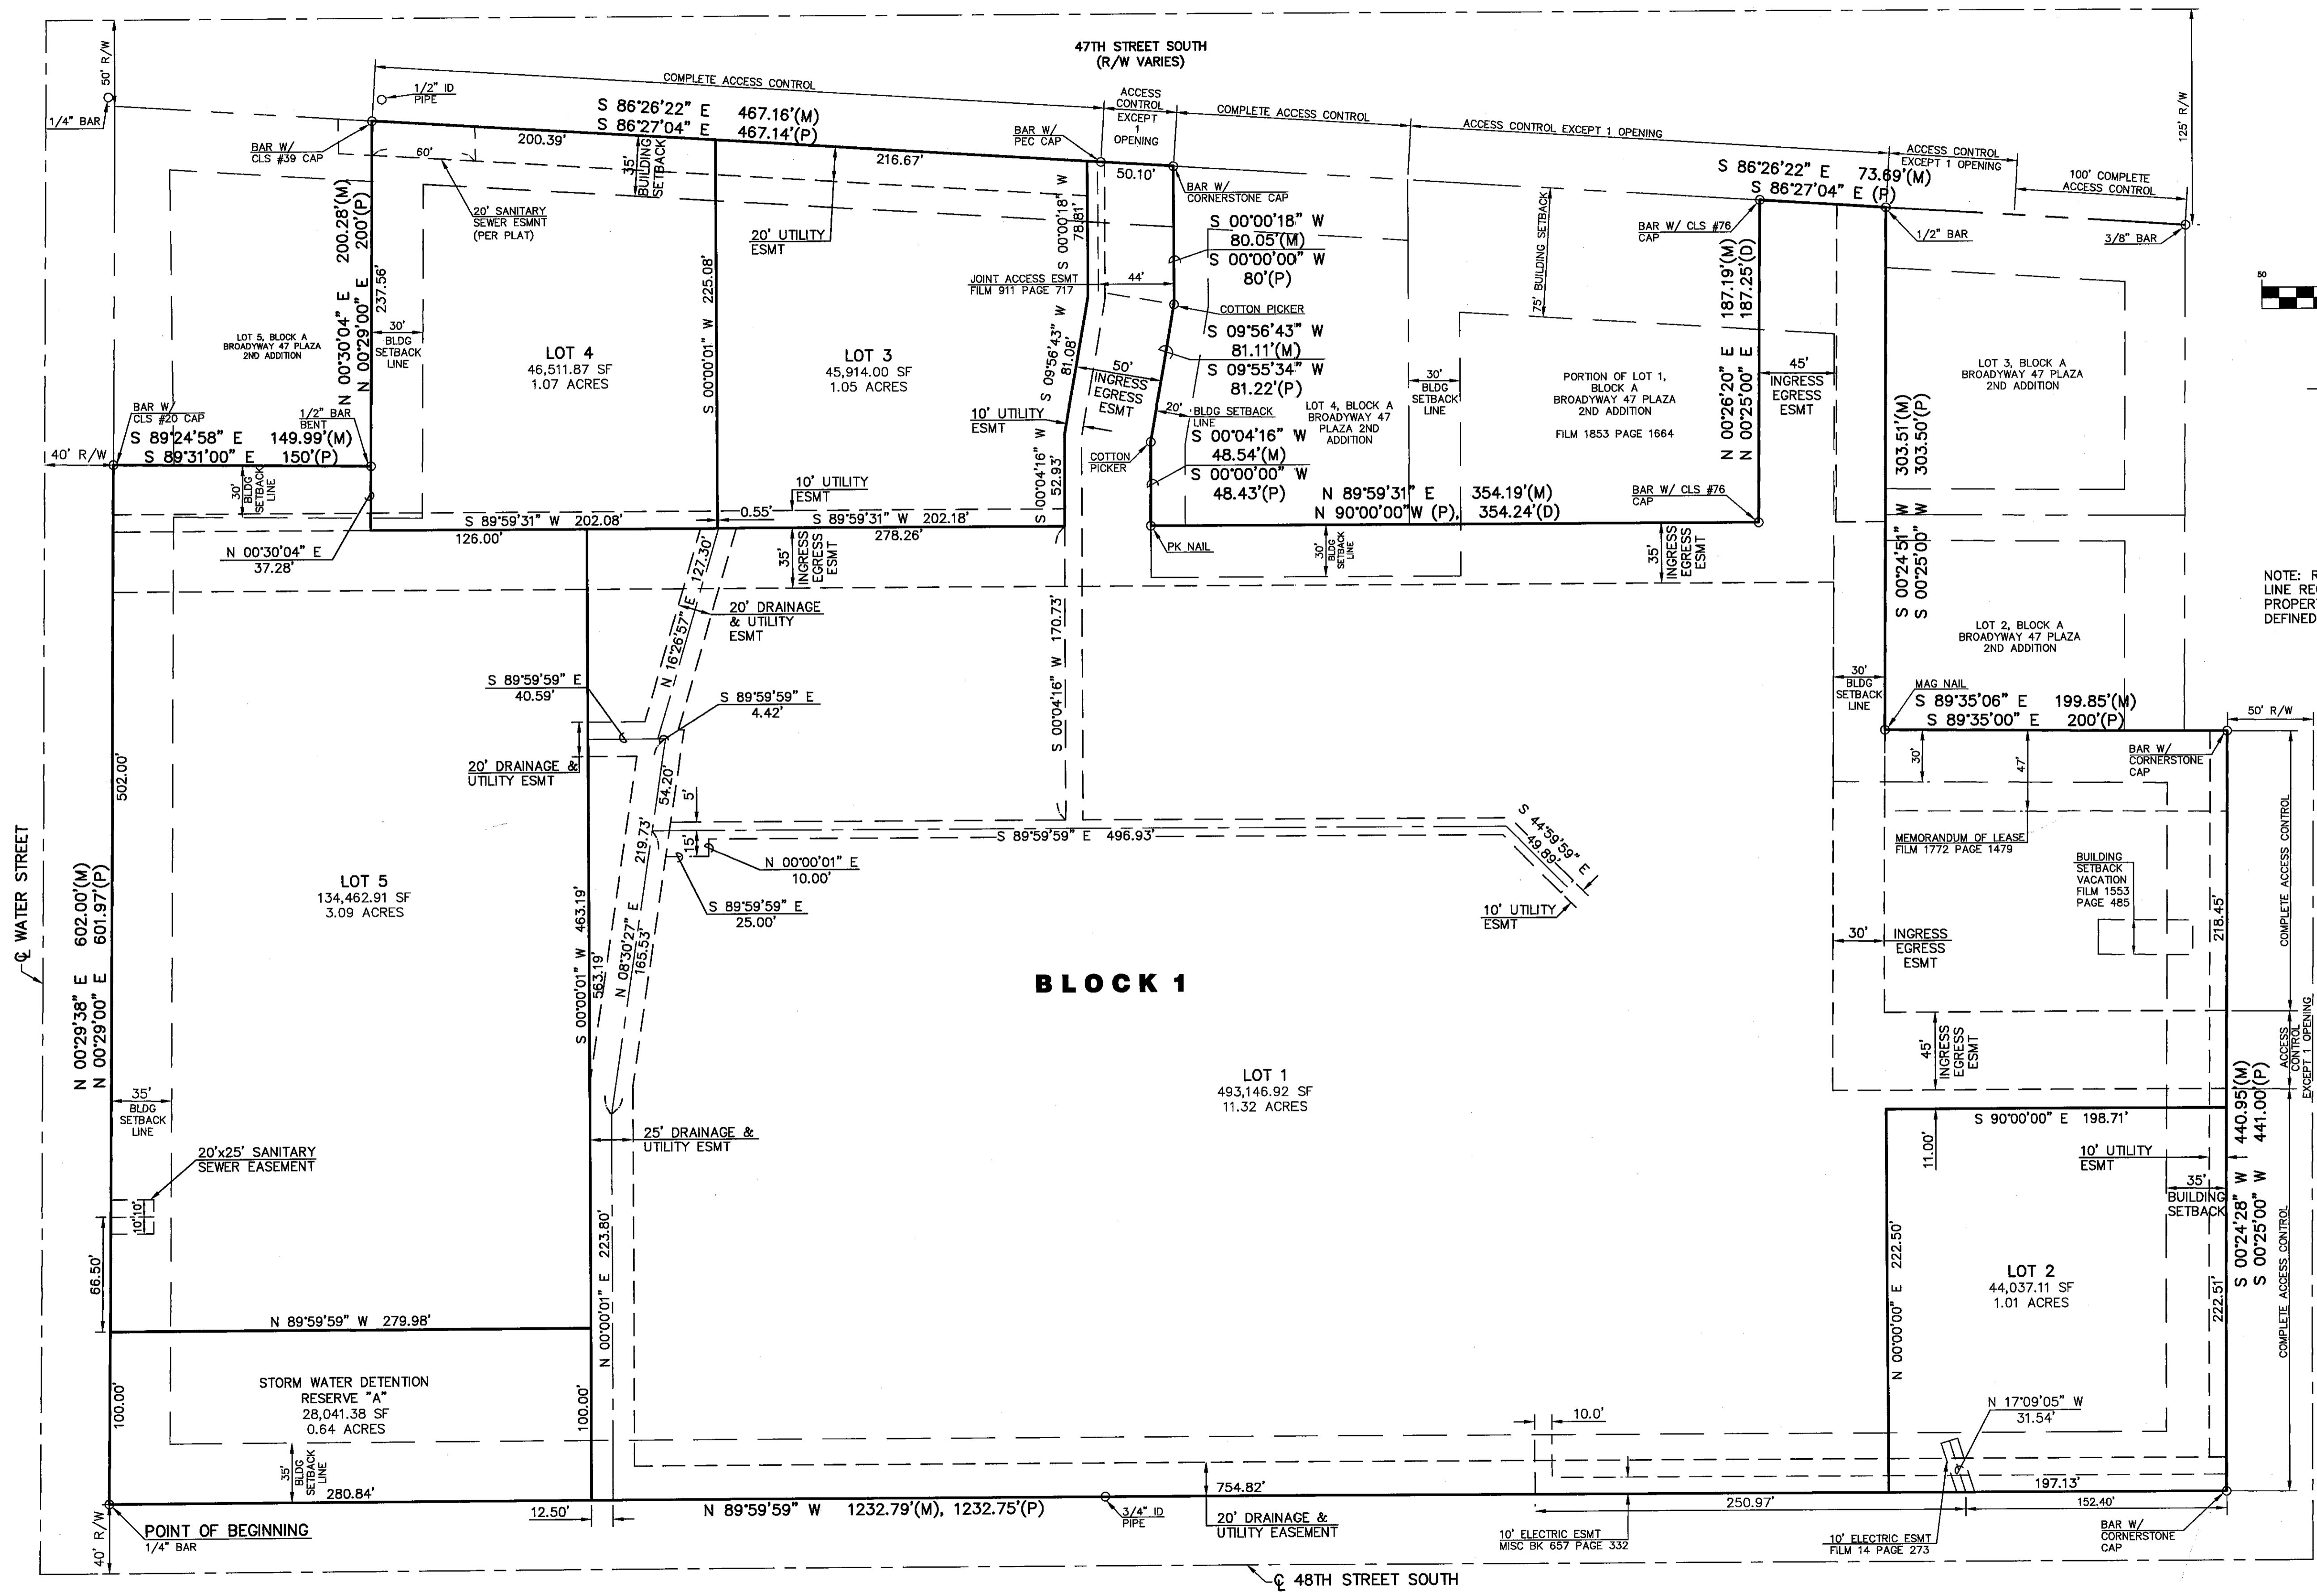 47TH STREET SOUTH
(R/W VARIES)
50' R/W
1/4" BAR
1/2" ID
PIPE
COMPLETE ACCESS CONTROL
ACCESS
CONTROL
EXCEPT
1
OPENING
COMPLETE ACCESS CONTROL
ACCESS CONTROL EXCEPT 1 OPENING
ACCESS CONTROL
EXCEPT 1 OPENING
100' COMPLETE
ACCESS CONTROL
125' R/W
S 86°26'22" E 467.16'(M)
S 86°27'04" E 467.14'(P)
BAR W/
CLS #39 CAP
200.39'
60'
35'
BUILDING
SETBACK
216.67'
BAR W/
PEC CAP
50.10'
BAR W/
CORNERSTONE CAP
S 86°26'22" E 73.69'(M)
S 86°27'04" E (P)
BAR W/ CLS #76
CAP
1/2" BAR
3/8" BAR
20' SANITARY
SEWER ESMNT
(PER PLAT)
20' UTILITY
ESMT
N 00°30'04" E 200.28'(M)
N 00°29'00" E 200'(P)
237.56'
S 00°00'01" W 225.08'
S 00°00'18" W
78.81'
S 00°00'18" W
80.05'(M)
S 00°00'00" W
80'(P)
JOINT ACCESS ESMT
FILM 911 PAGE 717
44'
COTTON PICKER
S 09°56'43" W
81.11'(M)
S 09°55'34" W
81.22'(P)
75' BUILDING SETBACK
N 00°26'20" E 187.19'(M)
N 00°25'00" E 187.25'(D)
50
LOT 5, BLOCK A
BROADYWAY 47 PLAZA
2ND ADDITION
30'
BLDG
SETBACK
LINE
LOT 4
46,511.87 SF
1.07 ACRES
LOT 3
45,914.00 SF
1.05 ACRES
S 09°56'43" W
81.08'
50'
INGRESS
EGRESS
ESMT
20'
BLDG SETBACK
LINE
LOT 4, BLOCK A
BROADYWAY 47
PLAZA 2ND
ADDITION
30'
BLDG
SETBACK
LINE
PORTION OF LOT 1,
BLOCK A
BROADYWAY 47 PLAZA
2ND ADDITION
FILM 1853 PAGE 1664
45'
INGRESS
EGRESS
ESMT
LOT 3, BLOCK A
BROADYWAY 47 PLAZA
2ND ADDITION
S 00°24'51" W 303.51'(M)
S 00°25'00" W 303.50'(P)
BAR W/
CLS #20 CAP
1/2" BAR
BENT
S 89°24'58" E 149.99'(M)
S 89°31'00" E 150'(P)
40' R/W
30'
BLDG
SETBACK
LINE
10' UTILITY
ESMT
S 00°04'16" W
52.93'
COTTON
PICKER
S 00°04'16" W
48.54'(M)
S 00°00'00" W
48.43'(P)
N 89°59'31" E 354.19'(M)
N 90°00'00"W (P), 354.24'(D)
BAR W/ CLS #76
CAP
10' UTILITY
ESMT
0.55'
S 89°59'31" W 202.08'
S 89°59'31" W 202.18'
126.00'
278.26'
N 00°30'04" E
37.28'
PK NAIL
35'
INGRESS
EGRESS
ESMT
30'
BLDG
SETBACK
LINE
35'
INGRESS
EGRESS
ESMT
N 16°26'57" E 127.30'
20' DRAINAGE
& UTILITY
ESMT
S 00°04'16" W 170.73'
NOTE: R
LINE RE
PROPER
DEFINED
LOT 2, BLOCK A
BROADYWAY 47 PLAZA
2ND ADDITION
S 89°59'59" E
40.59'
S 89°59'59" E
4.42'
30'
BLDG
SETBACK
LINE
MAG NAIL
S 89°35'06" E 199.85'(M)
S 89°35'00" E 200'(P)
50' R/W
BAR W/
CORNERSTONE
CAP
20' DRAINAGE &
UTILITY ESMT
54.20'
5'
15'
219.73'
S 89°59'59" E 496.93'
S 44°59'59" E
49.89'
30'
47'
N 00°00'01" E
10.00'
S 89°59'59" E
25.00'
MEMORANDUM OF LEASE
FILM 1772 PAGE 1479
BUILDING
SETBACK
VACATION
FILM 1553
PAGE 485
COMPLETE ACCESS CONTROL
502.00'
℄ WATER STREET
N 00°29'38" E 602.00'(M)
N 00°29'00" E 601.97'(P)
LOT 5
134,462.91 SF
3.09 ACRES
S 00°00'01" W 463.19'
563.19'
N 08°30'27" E
165.53'
10' UTILITY
ESMT
30'
INGRESS
EGRESS
ESMT
218.45'
BLOCK 1
45'
INGRESS
EGRESS
ESMT
ACCESS
CONTROL
EXCEPT 1 OPENING
LOT 1
493,146.92 SF
11.32 ACRES
35'
BLDG
SETBACK
LINE
25' DRAINAGE &
UTILITY ESMT
S 90°00'00" E 198.71'
11.00'
10' UTILITY
ESMT
35'
BUILDING
SETBACK
S 00°24'28" W 440.95'(M)
S 00°25'00" W 441.00'(P)
20'x25' SANITARY
SEWER EASEMENT
10'
10'
66.50'
N 00°00'01" E 223.80'
N 00°00'00" E 222.50'
LOT 2
44,037.11 SF
1.01 ACRES
222.51'
COMPLETE ACCESS CONTROL
N 89°59'59" W 279.98'
STORM WATER DETENTION
RESERVE "A"
28,041.38 SF
0.64 ACRES
100.00'
100.00'
35'
BLDG
SETBACK
LINE
10.0'
N 17°09'05" W
31.54'
280.84'
12.50'
N 89°59'59" W 1232.79'(M), 1232.75'(P)
754.82'
197.13'
250.97'
152.40'
POINT OF BEGINNING
1/4" BAR
40' R/W
3/4" ID
PIPE
20' DRAINAGE &
UTILITY EASEMENT
10' ELECTRIC ESMT
MISC BK 657 PAGE 332
10' ELECTRIC ESMT
FILM 14 PAGE 273
BAR W/
CORNERSTONE
CAP
℄ 48TH STREET SOUTH